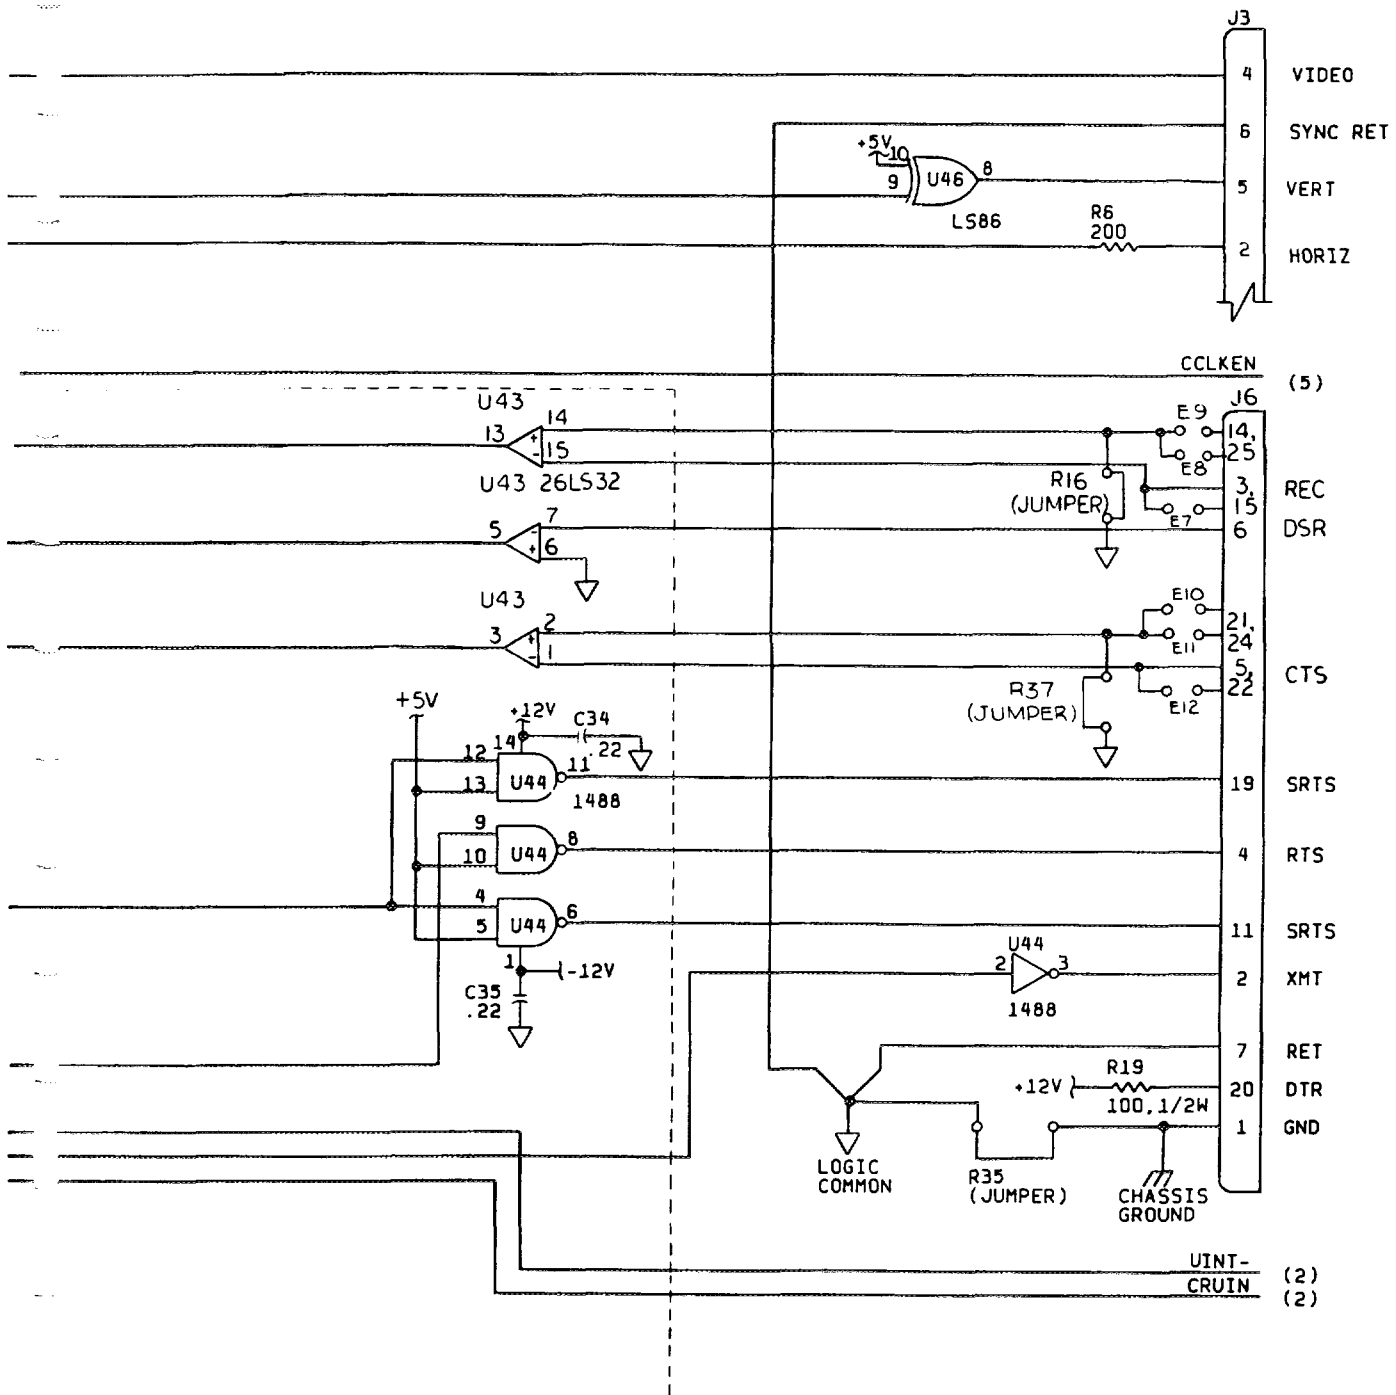 J3
4 VIDEO
6 SYNC RET
+5V 10
9 U46 8
5 VERT
LS86
R6
200
2 HORIZ
CCLKEN
(5)
J6
U43
14
13 +
- 15
U43 26LS32
E9
14,
25
E8
R16
(JUMPER)
3, REC
15
E7
7
5 -
+ 6
6 DSR
U43
E10
21,
24
E11
2
3 +
- 1
5, CTS
22
E12
R37
(JUMPER)
+5V
+12V C34
.22
14
12
13 U44 11
1488
19 SRTS
9
10 U44 8
4 RTS
4
5 U44 6
11 SRTS
1 -12V
C35
.22
U44
2 3
1488
2 XMT
7 RET
R19
+12V
100,1/2W
20 DTR
1 GND
LOGIC
COMMON
R35
(JUMPER)
CHASSIS
GROUND
UINT-
(2)
CRUIN
(2)